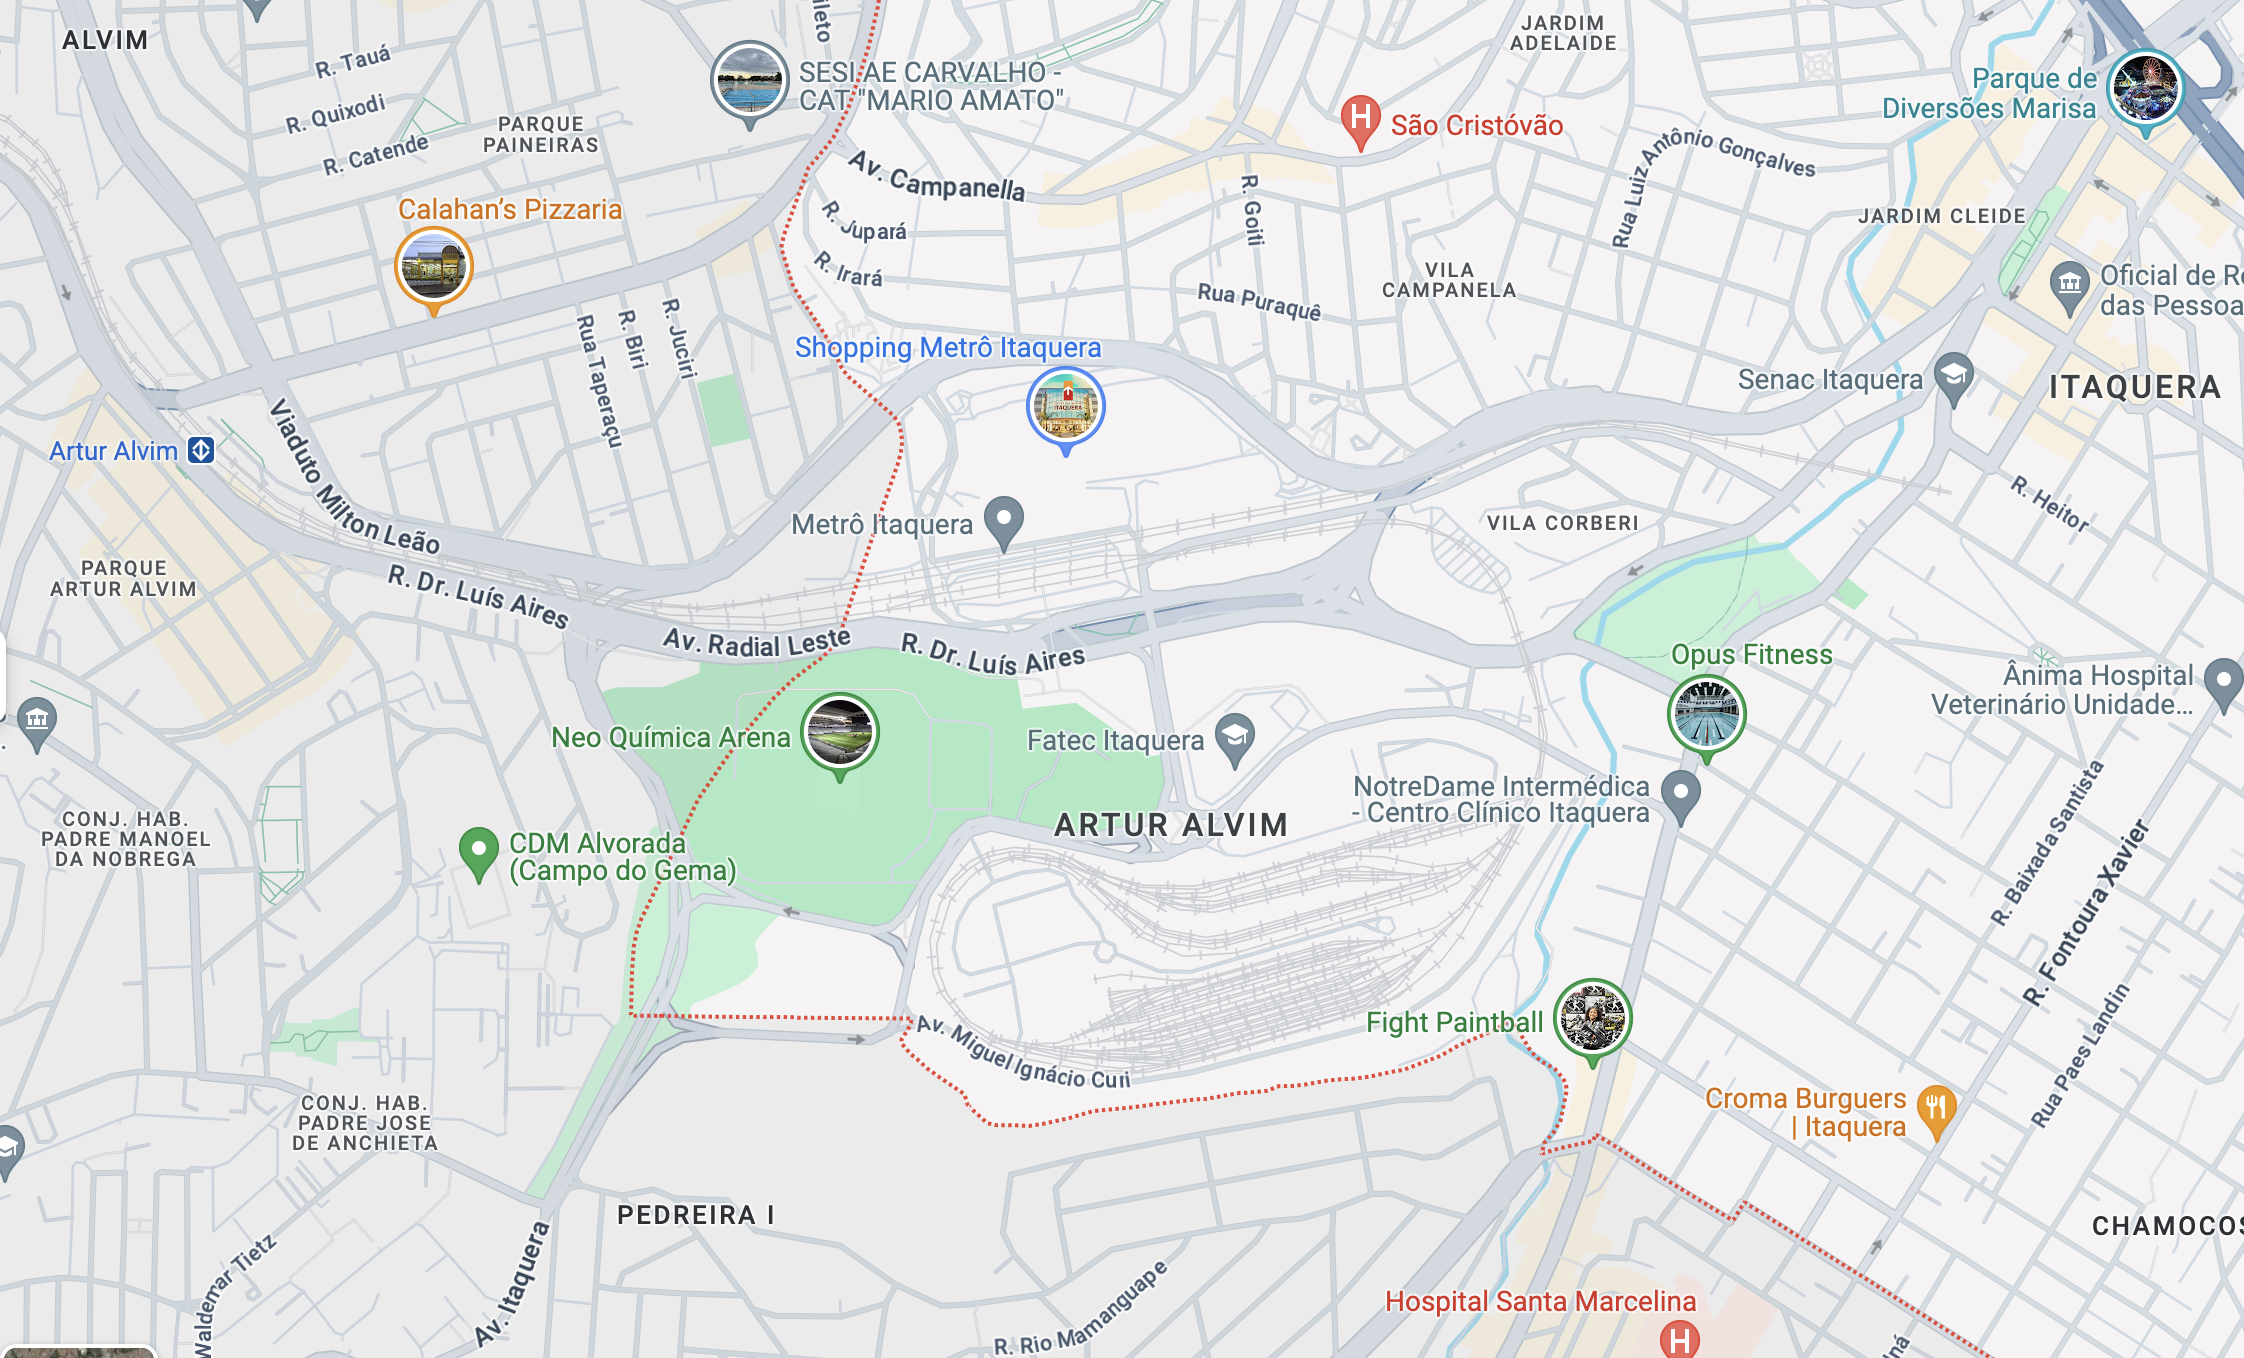 ALVIM
R. Tauá
R. Quixodi
R. Catende
PARQUE
PAINEIRAS
SESI AE CARVALHO -
CAT "MARIO AMATO"
JARDIM
ADELAIDE
São Cristóvão
Parque de
Diversões Marisa
Rua Luiz Antônio Gonçalves
JARDIM CLEIDE
Av. Campanella
R. Jupará
R. Irará
R. Goiti
Rua Puraquê
VILA
CAMPANELA
Calahan's Pizzaria
Rua Taperaçu
R. Biri
R. Juciri
Shopping Metrô Itaquera
Senac Itaquera
ITAQUERA
Artur Alvim
Viaduto Milton Leão
Metrô Itaquera
VILA CORBERI
R. Heitor
PARQUE
ARTUR ALVIM
R. Dr. Luís Aires
Av. Radial Leste
R. Dr. Luís Aires
Opus Fitness
Ânima Hospital
Veterinário Unidade...
Neo Química Arena
Fatec Itaquera
NotreDame Intermédica
- Centro Clínico Itaquera
ARTUR ALVIM
CONJ. HAB.
PADRE MANOEL
DA NOBREGA
CDM Alvorada
(Campo do Gema)
R. Baixada Santista
R. Fontoura Xavier
Rua Paes Landin
Av. Miguel Ignácio Curi
Fight Paintball
Croma Burguers
| Itaquera
CONJ. HAB.
PADRE JOSE
DE ANCHIETA
PEDREIRA I
Waldemar Tietz
Av. Itaquera
R. Rio Mamanguape
Hospital Santa Marcelina
Oficial de
das